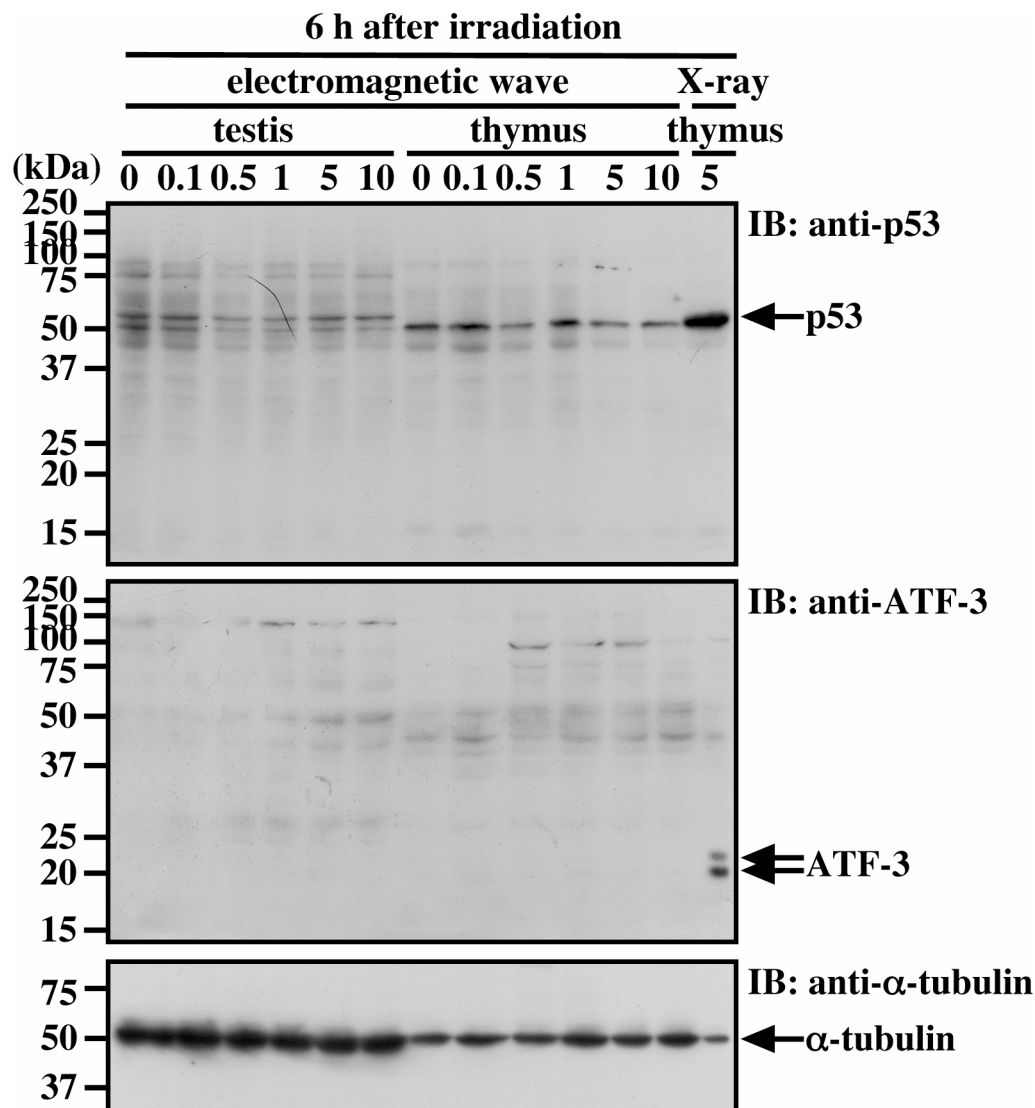 6 h after irradiation
electromagnetic wave X-ray
testis thymus thymus
(kDa) 0 0.1 0.5 1 5 10 0 0.1 0.5 1 5 10 5
250
IB: anti-p53
150
100
75
p53
50
37
25
20
15
250
IB: anti-ATF-3
150
100
75
50
37
25
20
ATF-3
15
75
IB: anti-α-tubulin
50
α-tubulin
37